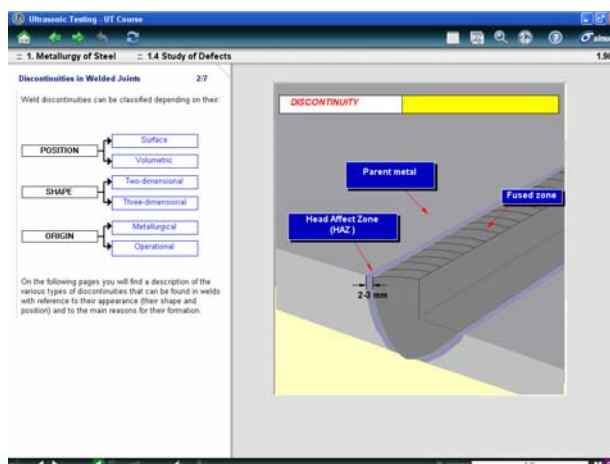 Ultrasonic Testing - UT Course
:: 1. Metallurgy of Steel :: 1.4 Study of Defects 1.90
Discontinuities in Welded Joints 2/7
Weld discontinuities can be classified depending on their:
POSITION
Surface
Volumetric
SHAPE
Two-dimensional
Three-dimensional
ORIGIN
Metallurgical
Operational
On the following pages you will find a description of the
various types of discontinuities that can be found in welds
with reference to their appearance (their shape and
position) and to the main reasons for their formation.
DISCONTINUITY
Parent metal
Fused zone
Head Affect Zone
(HAZ )
2-3 mm